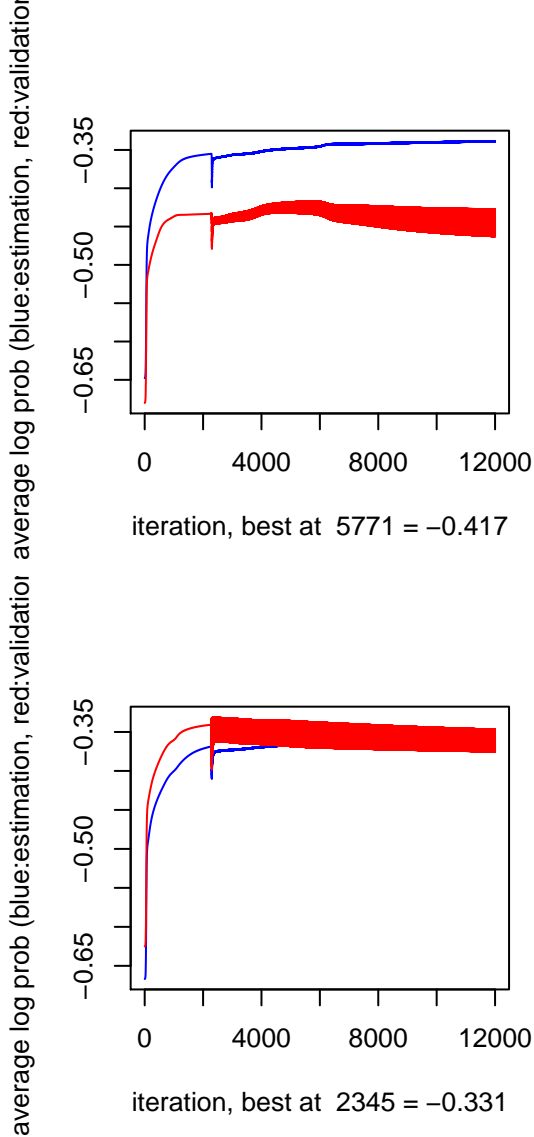 average log prob (blue:estimation, red:validation
−0.35
−0.50
−0.65
0 4000 8000 12000
iteration, best at 5771 = −0.417
average log prob (blue:estimation, red:validation
−0.35
−0.50
−0.65
0 4000 8000 12000
iteration, best at 2345 = −0.331